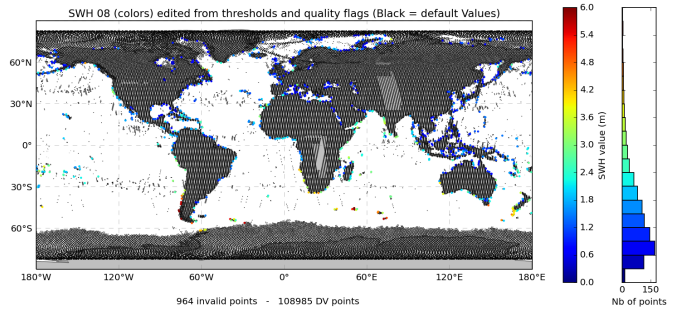 SWH 08 (colors) edited from thresholds and quality flags (Black = default Values)
60°N
30°N
0°
30°S
60°S
180°W
120°W
60°W
0°
60°E
120°E
180°E
964 invalid points - 108985 DV points
6.0
5.4
4.8
4.2
3.6
3.0
2.4
1.8
1.2
0.6
0.0
SWH value (m)
0
150
Nb of points